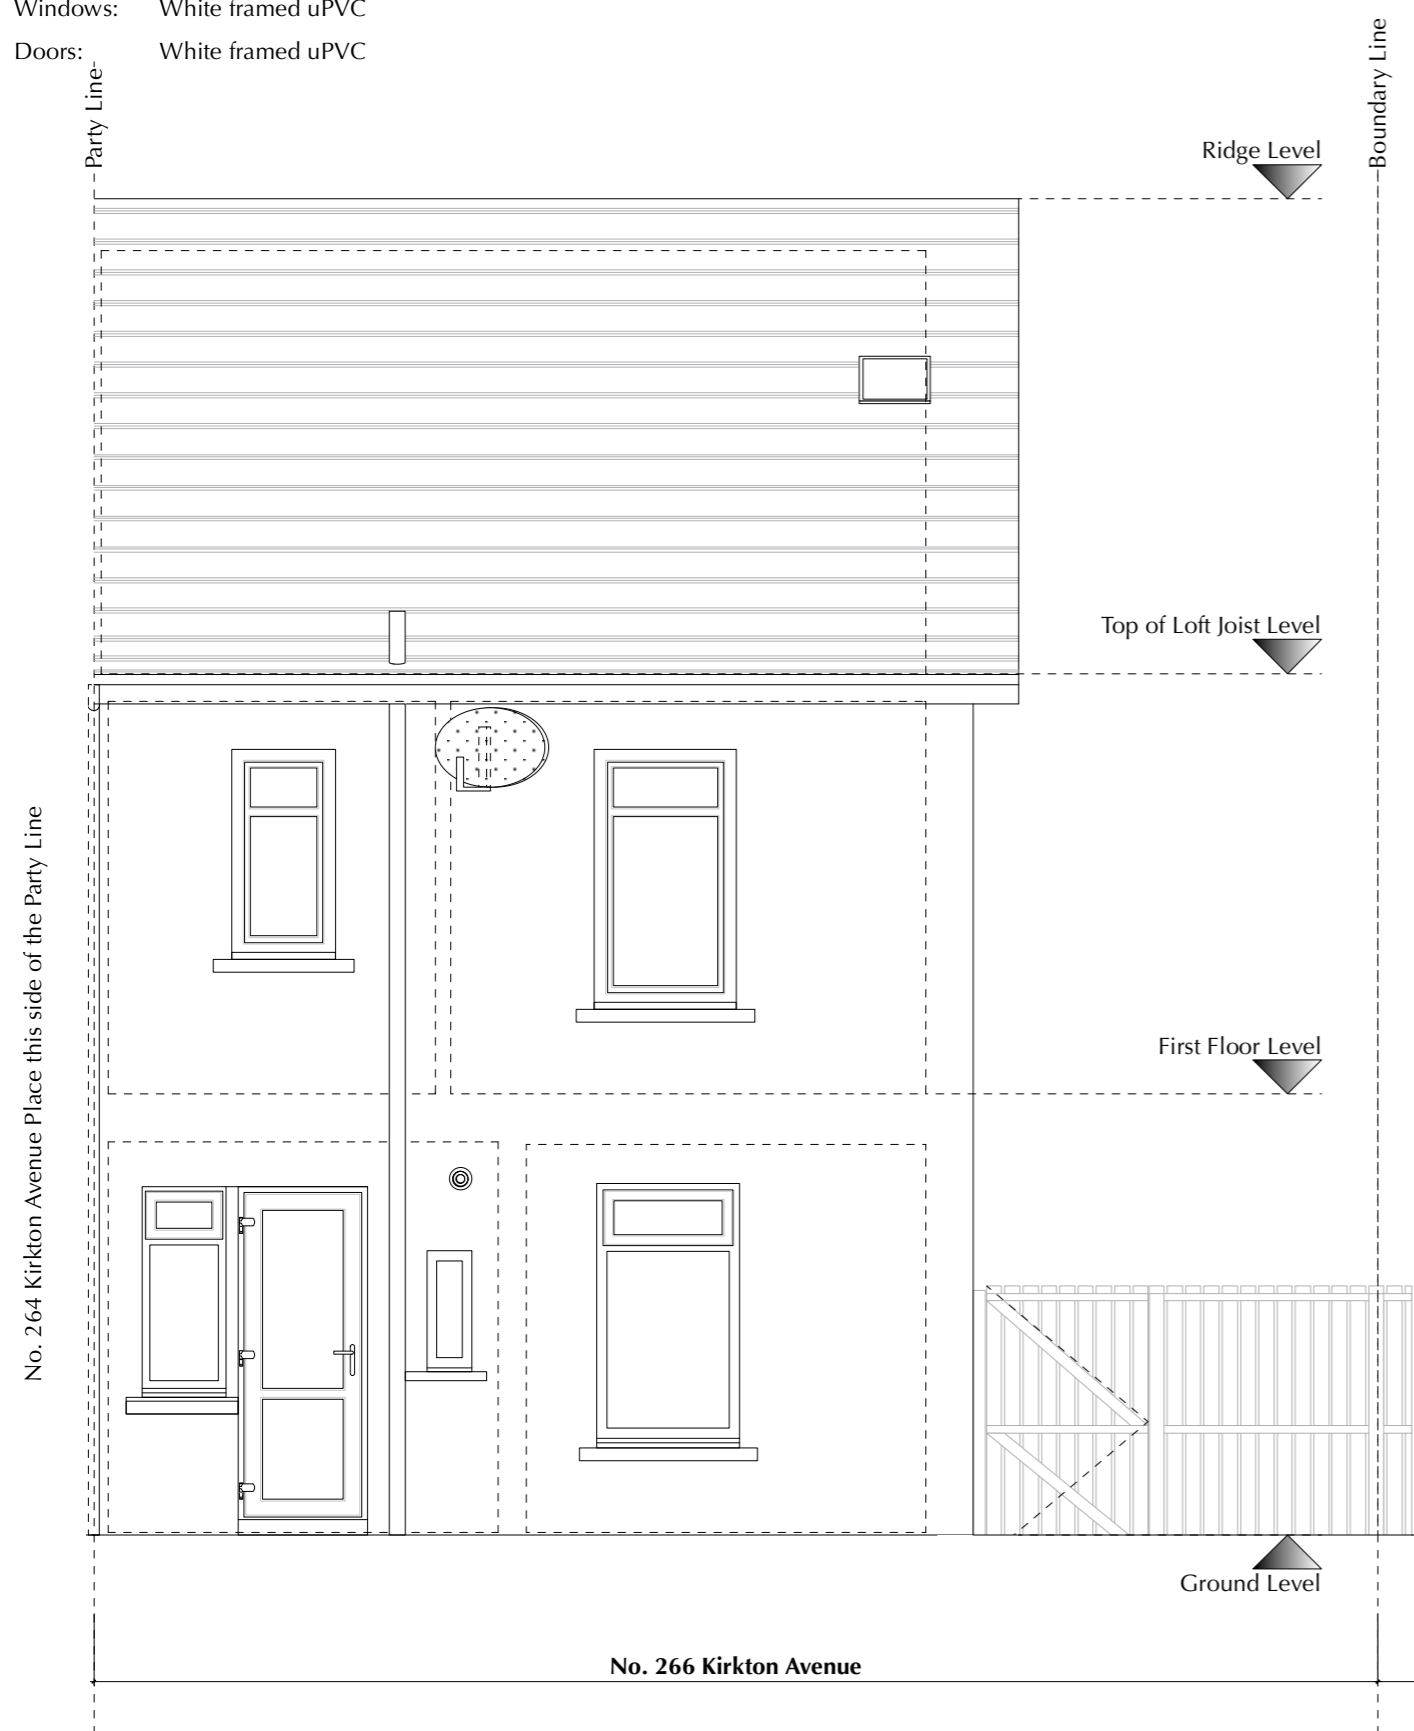 Windows: White framed uPVC
Doors: White framed uPVC
Party Line
Boundary Line
Ridge Level
Top of Loft Joist Level
No. 264 Kirkton Avenue Place this side of the Party Line
First Floor Level
Ground Level
No. 266 Kirkton Avenue